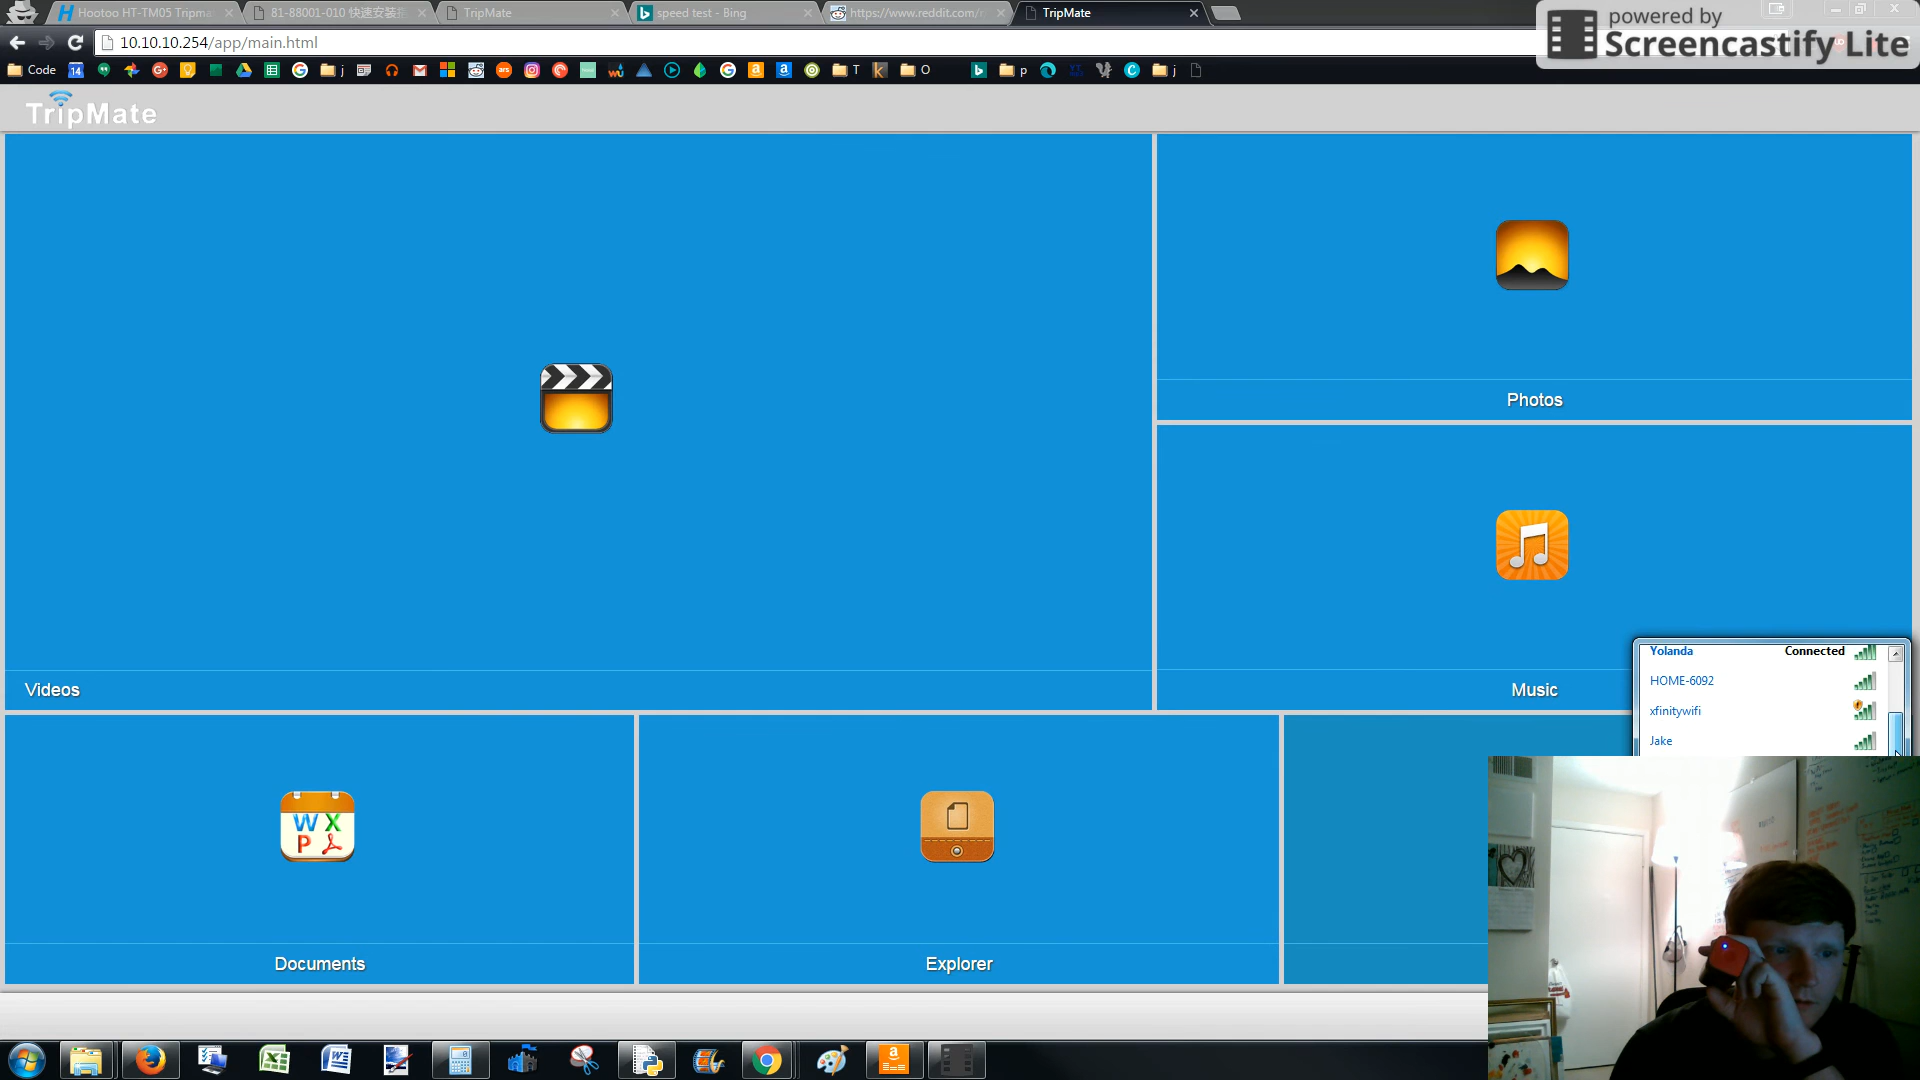 Hootoo HT-TM05 Tripma
81-88001-010 快速安装指
TripMate
speed test - Bing
https://www.reddit.com/r
TripMate
10.10.10.254/app/main.html
powered by
Screencastify Lite
Code
14
j
T
O
p
j
TripMate
Photos
Videos
Music
Yolanda Connected
HOME-6092
xfinitywifi
Jake
W X
P
Documents
Explorer